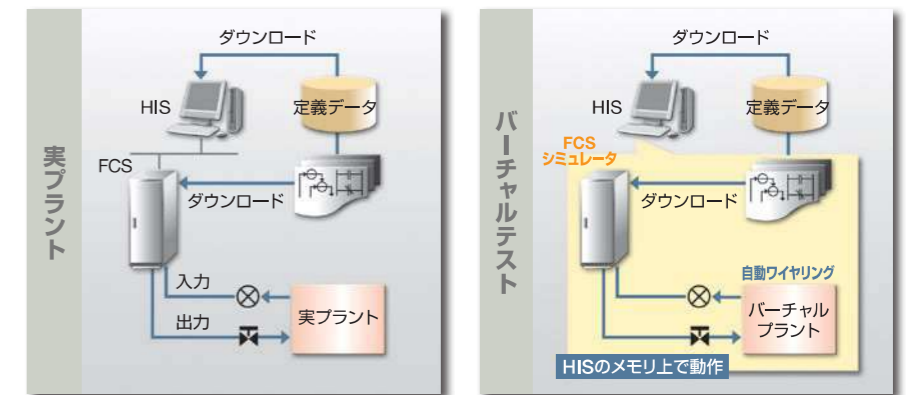 実プラント
ダウンロード
HIS
定義データ
FCS
ダウンロード
入力
出力
実プラント
バーチャルテスト
ダウンロード
HIS
定義データ
FCS
シミュレータ
ダウンロード
自動ワイヤリング
バーチャル
プラント
HISのメモリ上で動作